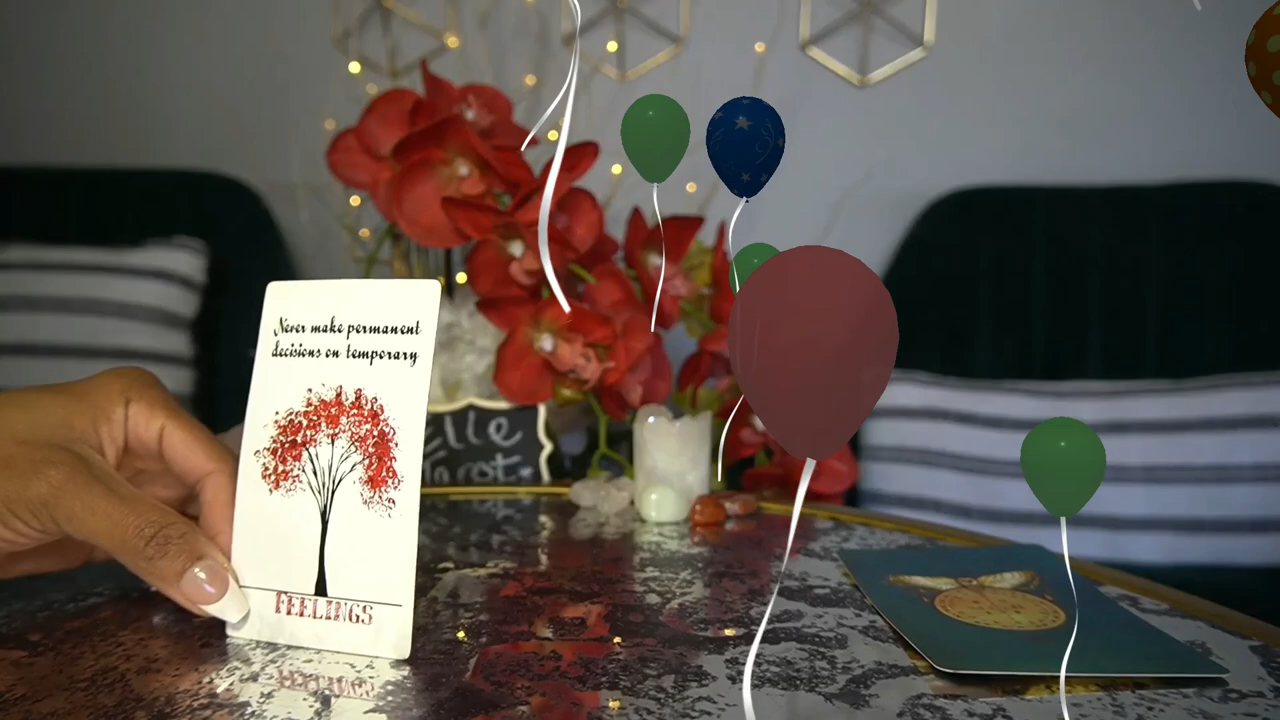 Never make permanent
decisions on temporary
FEELINGS
Elle
Tarot